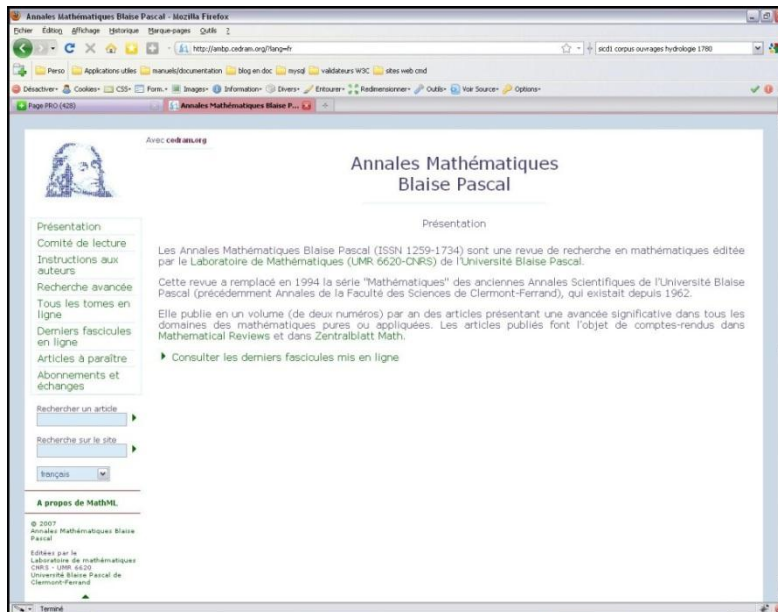 Annales Mathématiques Blaise Pascal - Mozilla Firefox
Fichier Édition Affichage Historique Marque-pages Outils ?
http://ambp.cedram.org/?lang=fr
scd1 corpus ouvrages hydrologie 1780
Perso Applications utiles manuels/documentation blog en doc mysql validateurs W3C sites web cmd
Désactiver Cookies CSS Form. Images Information Divers Entourer Redimensionner Outils Voir Source Options
Page PRO (428) Annales Mathématiques Blaise P...
Avec cedram.org
Annales Mathématiques
Blaise Pascal
Présentation
Présentation
Comité de lecture
Instructions aux
auteurs
Recherche avancée
Tous les tomes en
ligne
Derniers fascicules
en ligne
Articles à paraître
Abonnements et
échanges
Rechercher un article
Recherche sur le site
français
A propos de MathML
© 2007
Annales Mathématiques Blaise
Pascal
Editées par le
Laboratoire de mathématiques
CNRS - UMR 6620
Université Blaise Pascal de
Clermont-Ferrand
Les Annales Mathématiques Blaise Pascal (ISSN 1259-1734) sont une revue de recherche en mathématiques éditée
par le Laboratoire de Mathématiques (UMR 6620-CNRS) de l'Université Blaise Pascal.
Cette revue a remplacé en 1994 la série "Mathématiques" des anciennes Annales Scientifiques de l'Université Blaise
Pascal (précédemment Annales de la Faculté des Sciences de Clermont-Ferrand), qui existait depuis 1962.
Elle publie en un volume (de deux numéros) par an des articles présentant une avancée significative dans tous les
domaines des mathématiques pures ou appliquées. Les articles publiés font l'objet de comptes-rendus dans
Mathematical Reviews et dans Zentralblatt Math.
Consulter les derniers fascicules mis en ligne
Terminé